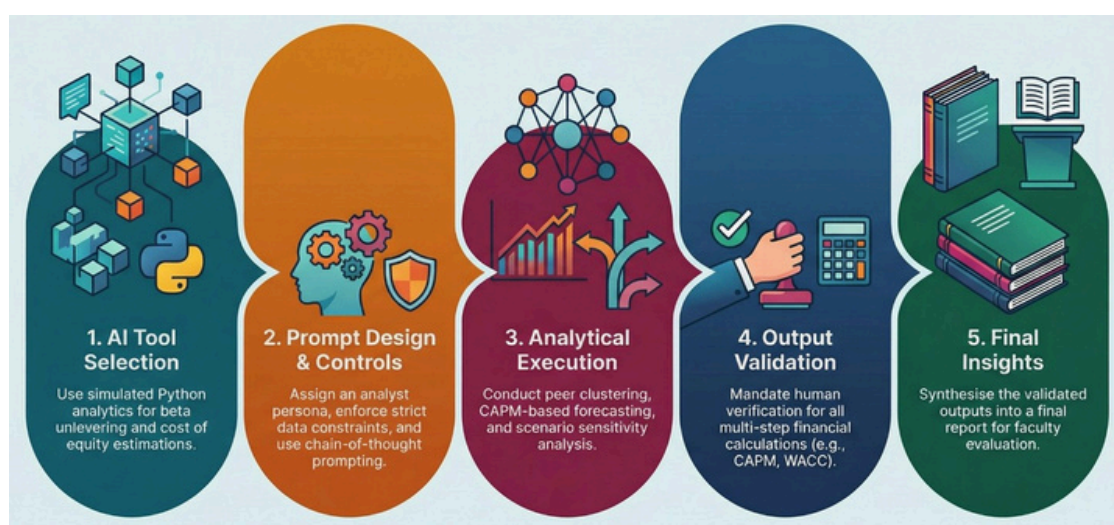 1. AI Tool
Selection
Use simulated Python
analytics for beta
unlevering and cost of
equity estimations.
2. Prompt Design
& Controls
Assign an analyst
persona, enforce strict
data constraints, and
use chain-of-thought
prompting.
3. Analytical
Execution
Conduct peer clustering,
CAPM-based forecasting,
and scenario sensitivity
analysis.
4. Output
Validation
Mandate human
verification for all
multi-step financial
calculations (e.g.,
CAPM, WACC).
5. Final
Insights
Synthesise the validated
outputs into a final
report for faculty
evaluation.